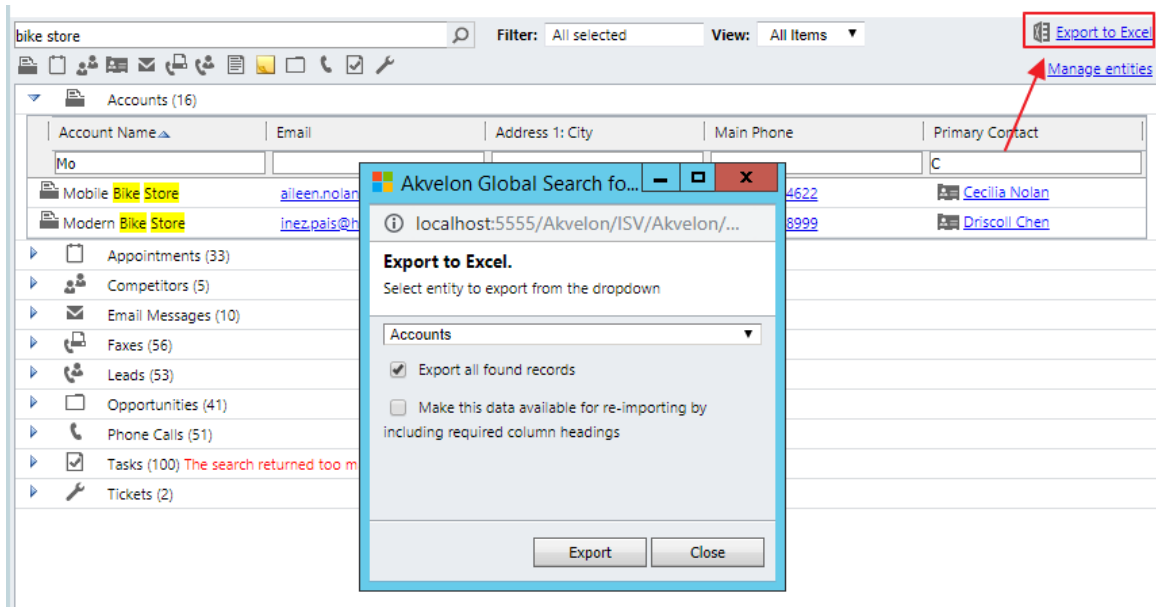 bike store
Filter: All selected View: All Items
Export to Excel
Manage entities
Accounts (16)
Account Name Email Address 1: City Main Phone Primary Contact
Mo C
Mobile Bike Store aileen.nolan 4622 Cecilia Nolan
Modern Bike Store inez.pais@h 8999 Driscoll Chen
Appointments (33)
Competitors (5)
Email Messages (10)
Faxes (56)
Leads (53)
Opportunities (41)
Phone Calls (51)
Tasks (100) The search returned too m
Tickets (2)
Akvelon Global Search fo...
localhost:5555/Akvelon/ISV/Akvelon/...
Export to Excel.
Select entity to export from the dropdown
Accounts
Export all found records
Make this data available for re-importing by
including required column headings
Export Close